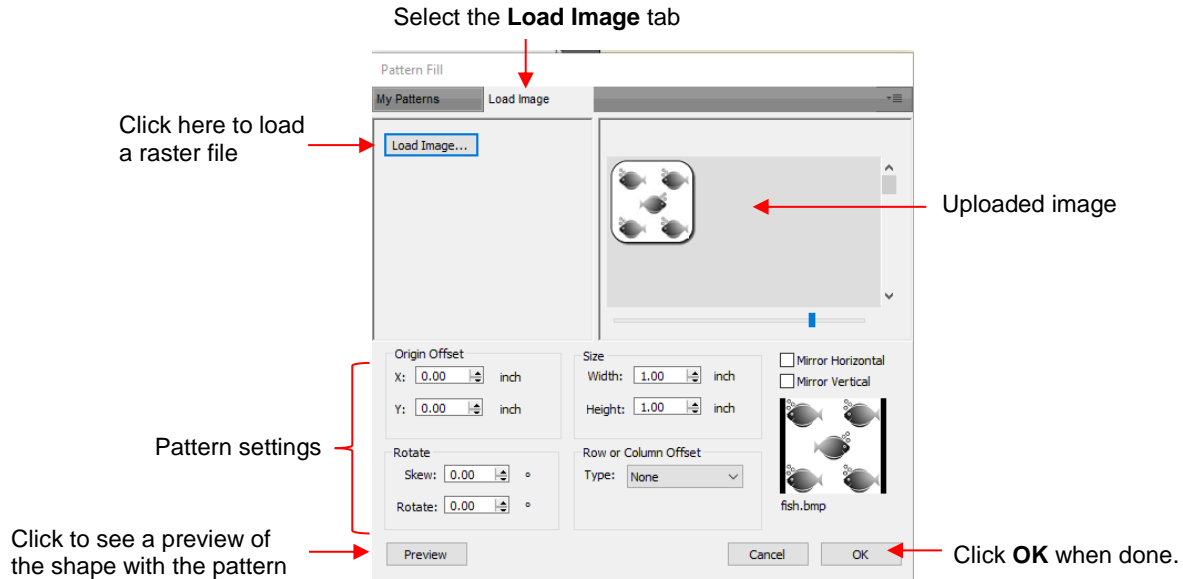 Select the Load Image tab
Pattern Fill
My Patterns
Load Image
Click here to load
a raster file
Load Image...
Uploaded image
Origin Offset
X: 0.00 inch
Y: 0.00 inch
Size
Width: 1.00 inch
Height: 1.00 inch
Mirror Horizontal
Mirror Vertical
Pattern settings
Rotate
Skew: 0.00 °
Rotate: 0.00 °
Row or Column Offset
Type: None
fish.bmp
Click to see a preview of
the shape with the pattern
Preview
Cancel
OK
Click OK when done.